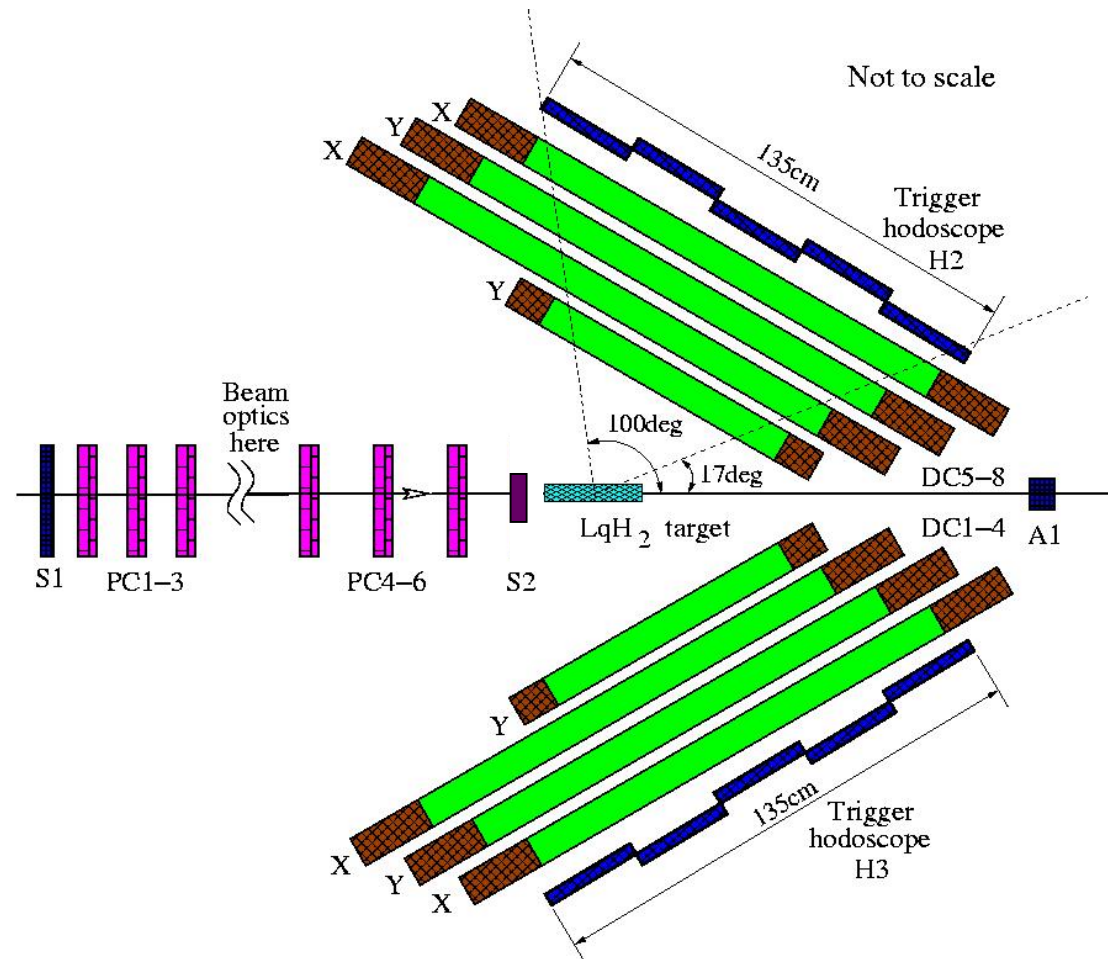 Not to scale
X
Y
X
135cm
Trigger
hodoscope
H2
Y
Beam
optics
here
100deg
17deg
DC5–8
LqH2 target
DC1–4
A1
S1
PC1–3
PC4–6
S2
Y
135cm
X
Y
X
Trigger
hodoscope
H3